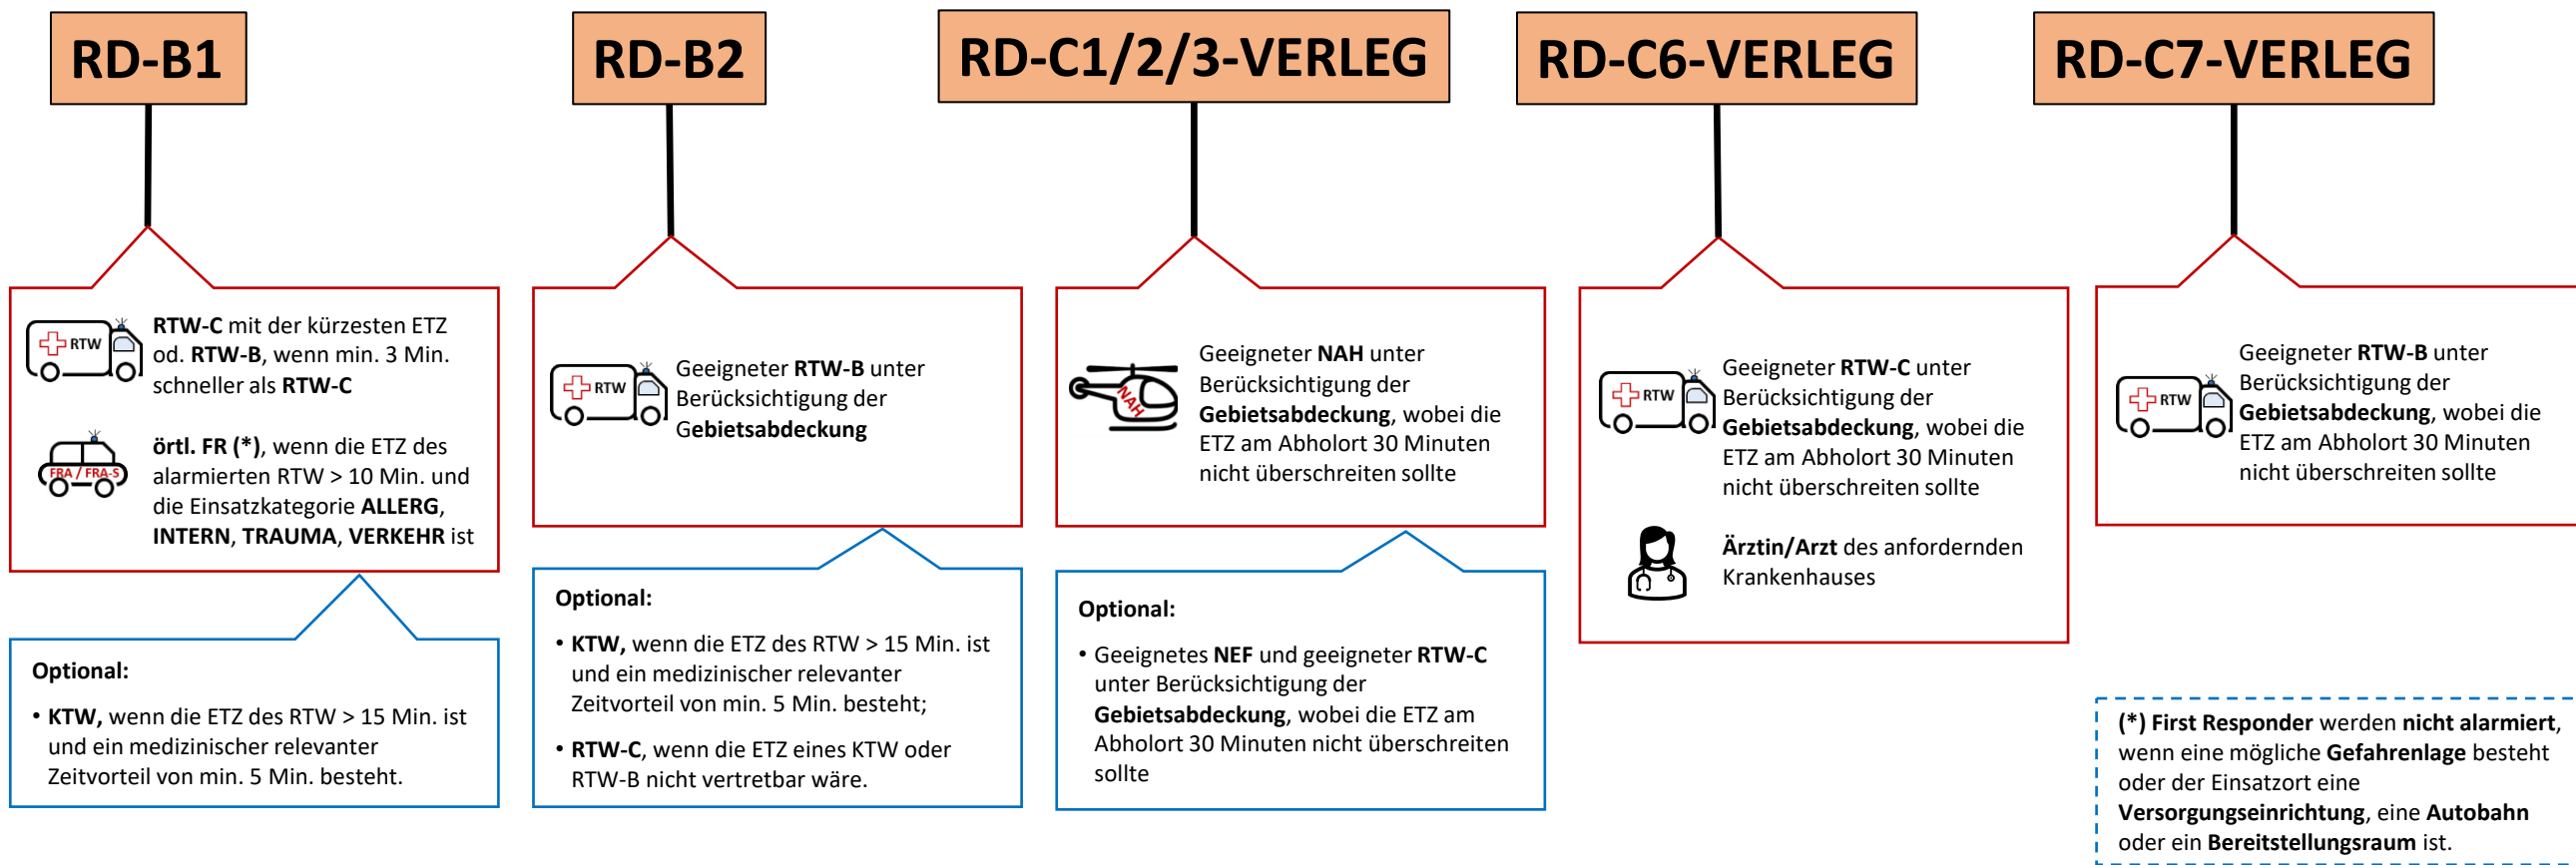 RD-B1
RTW
RTW-C mit der kürzesten ETZ
od. RTW-B, wenn min. 3 Min.
schneller als RTW-C
FRA / FRA-S
örtl. FR (*), wenn die ETZ des
alarmierten RTW > 10 Min. und
die Einsatzkategorie ALLERG,
INTERN, TRAUMA, VERKEHR ist
Optional:
• KTW, wenn die ETZ des RTW > 15 Min. ist
und ein medizinischer relevanter
Zeitvorteil von min. 5 Min. besteht.
RD-B2
RTW
Geeigneter RTW-B unter
Berücksichtigung der
Gebietsabdeckung
Optional:
• KTW, wenn die ETZ des RTW > 15 Min. ist
und ein medizinischer relevanter
Zeitvorteil von min. 5 Min. besteht;
• RTW-C, wenn die ETZ eines KTW oder
RTW-B nicht vertretbar wäre.
RD-C1/2/3-VERLEG
NAH
Geeigneter NAH unter
Berücksichtigung der
Gebietsabdeckung, wobei die
ETZ am Abholort 30 Minuten
nicht überschreiten sollte
Optional:
• Geeignetes NEF und geeigneter RTW-C
unter Berücksichtigung der
Gebietsabdeckung, wobei die ETZ am
Abholort 30 Minuten nicht überschreiten
sollte
RD-C6-VERLEG
RTW
Geeigneter RTW-C unter
Berücksichtigung der
Gebietsabdeckung, wobei die
ETZ am Abholort 30 Minuten
nicht überschreiten sollte
Ärztin/Arzt des anfordernden
Krankenhauses
RD-C7-VERLEG
RTW
Geeigneter RTW-B unter
Berücksichtigung der
Gebietsabdeckung, wobei die
ETZ am Abholort 30 Minuten
nicht überschreiten sollte
(*) First Responder werden nicht alarmiert,
wenn eine mögliche Gefahrenlage besteht
oder der Einsatzort eine
Versorgungseinrichtung, eine Autobahn
oder ein Bereitstellungsraum ist.